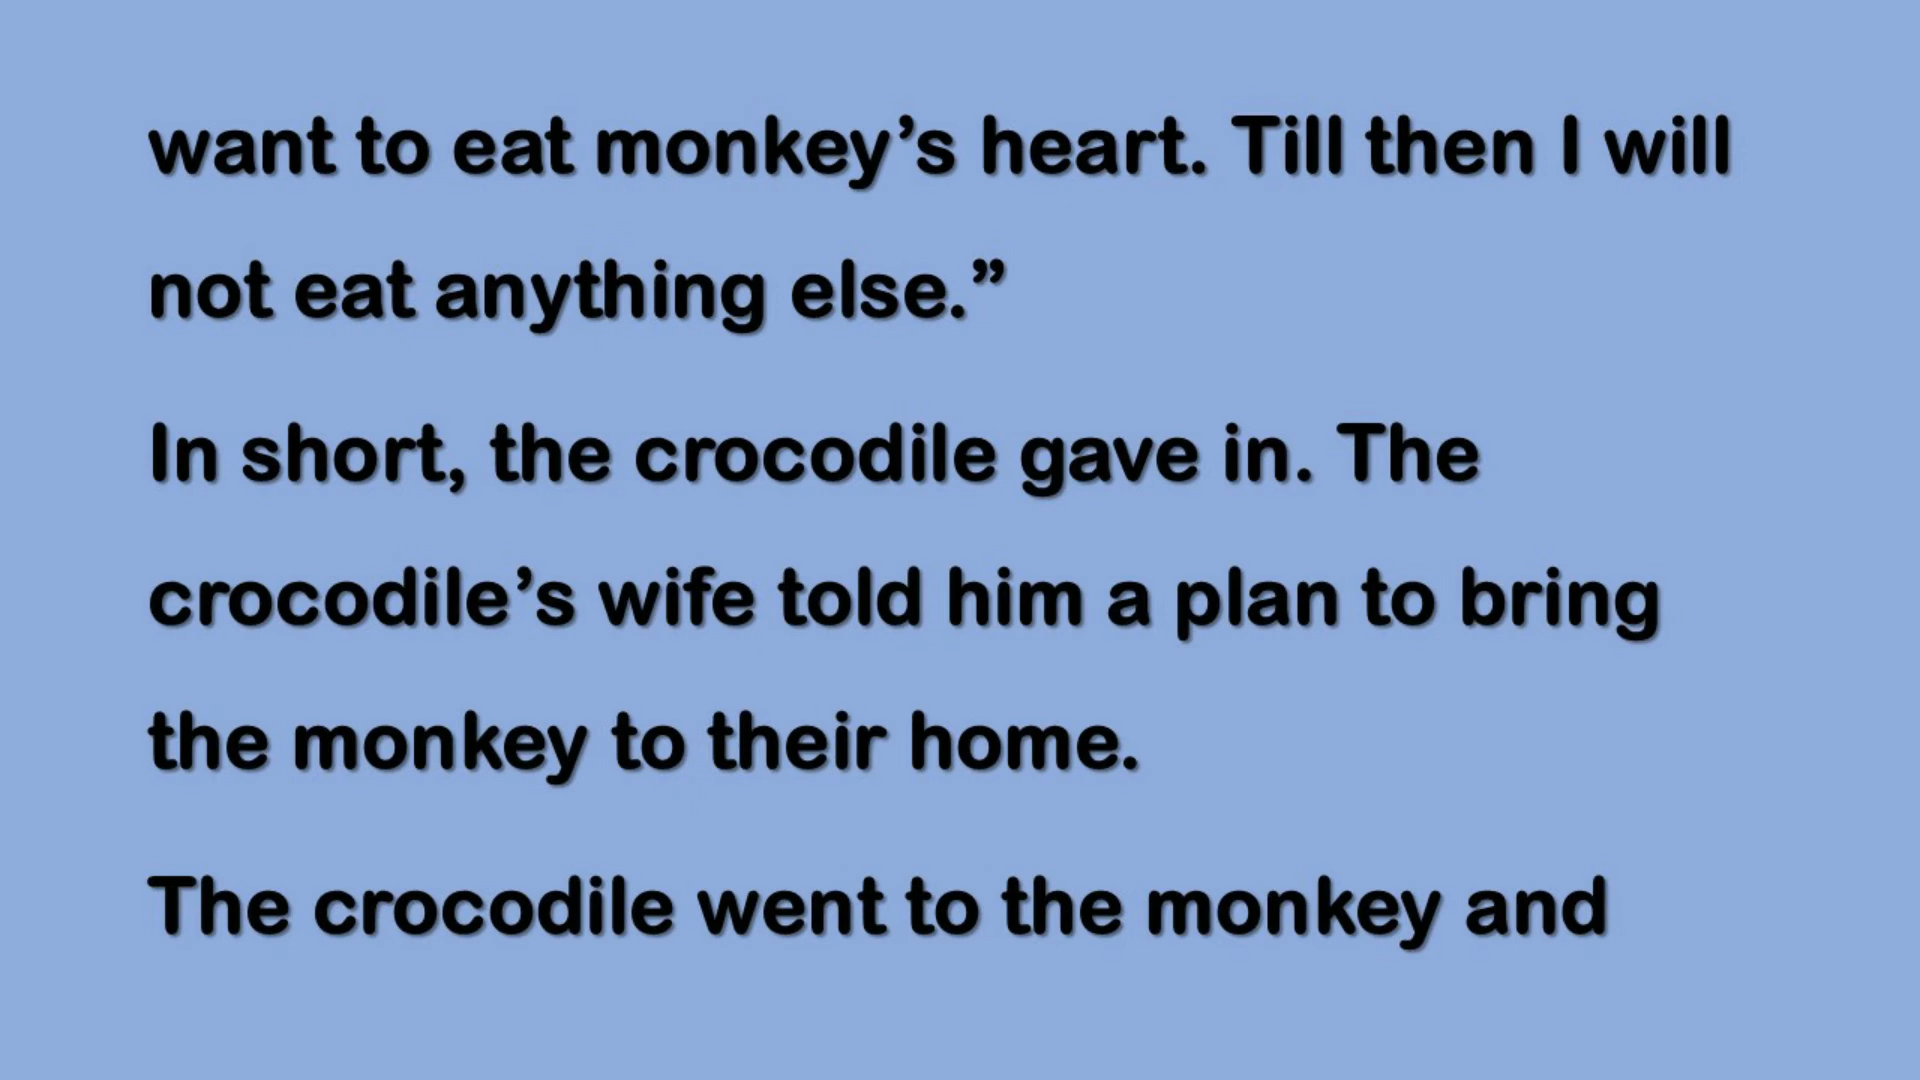 want to eat monkey’s heart. Till then I will
not eat anything else.”
In short, the crocodile gave in. The
crocodile’s wife told him a plan to bring
the monkey to their home.
The crocodile went to the monkey and